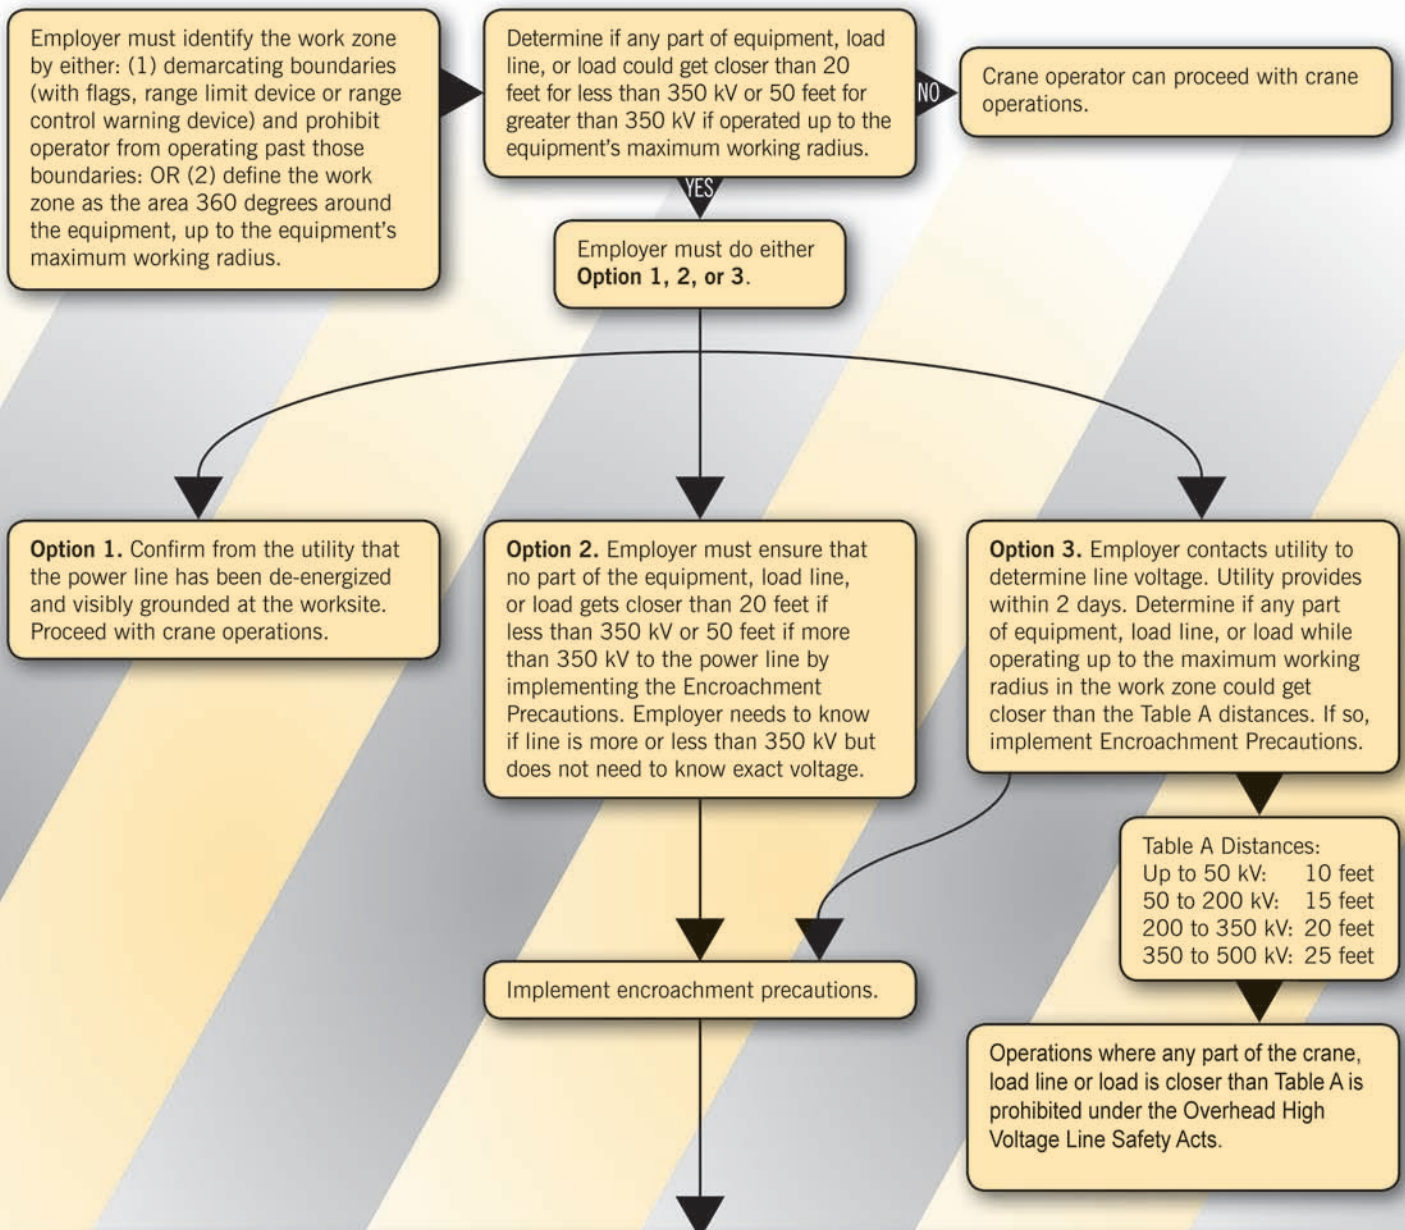 Employer must identify the work zone
by either: (1) demarcating boundaries
(with flags, range limit device or range
control warning device) and prohibit
operator from operating past those
boundaries: OR (2) define the work
zone as the area 360 degrees around
the equipment, up to the equipment's
maximum working radius.
Determine if any part of equipment, load
line, or load could get closer than 20
feet for less than 350 kV or 50 feet for
greater than 350 kV if operated up to the
equipment's maximum working radius.
NO
Crane operator can proceed with crane
operations.
YES
Employer must do either
Option 1, 2, or 3.
Option 1. Confirm from the utility that
the power line has been de-energized
and visibly grounded at the worksite.
Proceed with crane operations.
Option 2. Employer must ensure that
no part of the equipment, load line,
or load gets closer than 20 feet if
less than 350 kV or 50 feet if more
than 350 kV to the power line by
implementing the Encroachment
Precautions. Employer needs to know
if line is more or less than 350 kV but
does not need to know exact voltage.
Option 3. Employer contacts utility to
determine line voltage. Utility provides
within 2 days. Determine if any part
of equipment, load line, or load while
operating up to the maximum working
radius in the work zone could get
closer than the Table A distances. If so,
implement Encroachment Precautions.
Table A Distances:
Up to 50 kV: 10 feet
50 to 200 kV: 15 feet
200 to 350 kV: 20 feet
350 to 500 kV: 25 feet
Implement encroachment precautions.
Operations where any part of the crane,
load line or load is closer than Table A is
prohibited under the Overhead High
Voltage Line Safety Acts.